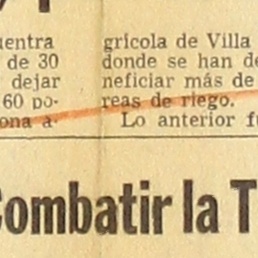 uentra
de 30
dejar
60 po-
ona a-
grícola de Villa
donde se han de
neficiar más de
reas de riego.
Lo anterior fu
Combatir la T